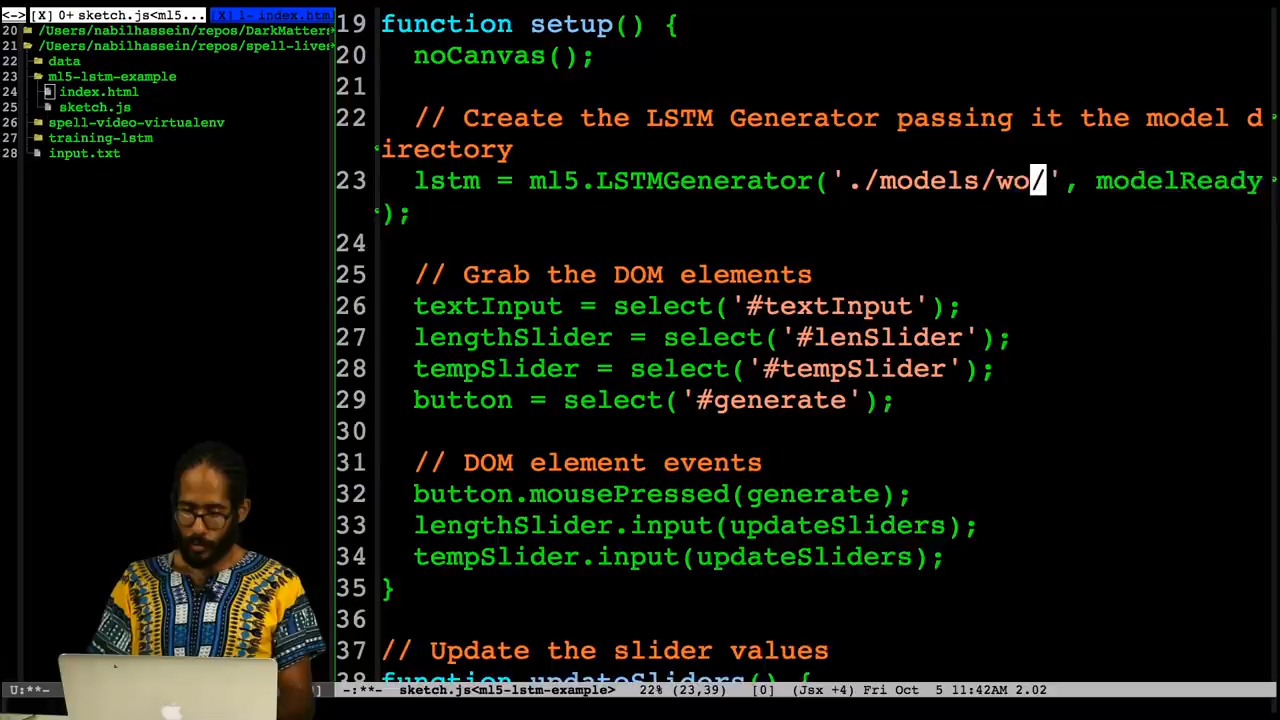 <-> [X] 0+ sketch.js<ml5... [X] 1- index.htm
20 /Users/nabilhassein/repos/DarkMatters
21 /Users/nabilhassein/repos/spell-lives
22 data
23 ml5-lstm-example
24 index.html
25 sketch.js
26 spell-video-virtualenv
27 training-lstm
28 input.txt
19 function setup() {
20 noCanvas();
21
22 // Create the LSTM Generator passing it the model d
irectory
23 lstm = ml5.LSTMGenerator('./models/wo/', modelReady
);
24
25 // Grab the DOM elements
26 textInput = select('#textInput');
27 lengthSlider = select('#lenSlider');
28 tempSlider = select('#tempSlider');
29 button = select('#generate');
30
31 // DOM element events
32 button.mousePressed(generate);
33 lengthSlider.input(updateSliders);
34 tempSlider.input(updateSliders);
35 }
36
37 // Update the slider values
38 function updateSliders() {
U:**- ] -:**- sketch.js<ml5-lstm-example> 22% (23,39) [0] (Jsx +4) Fri Oct 5 11:42AM 2.02